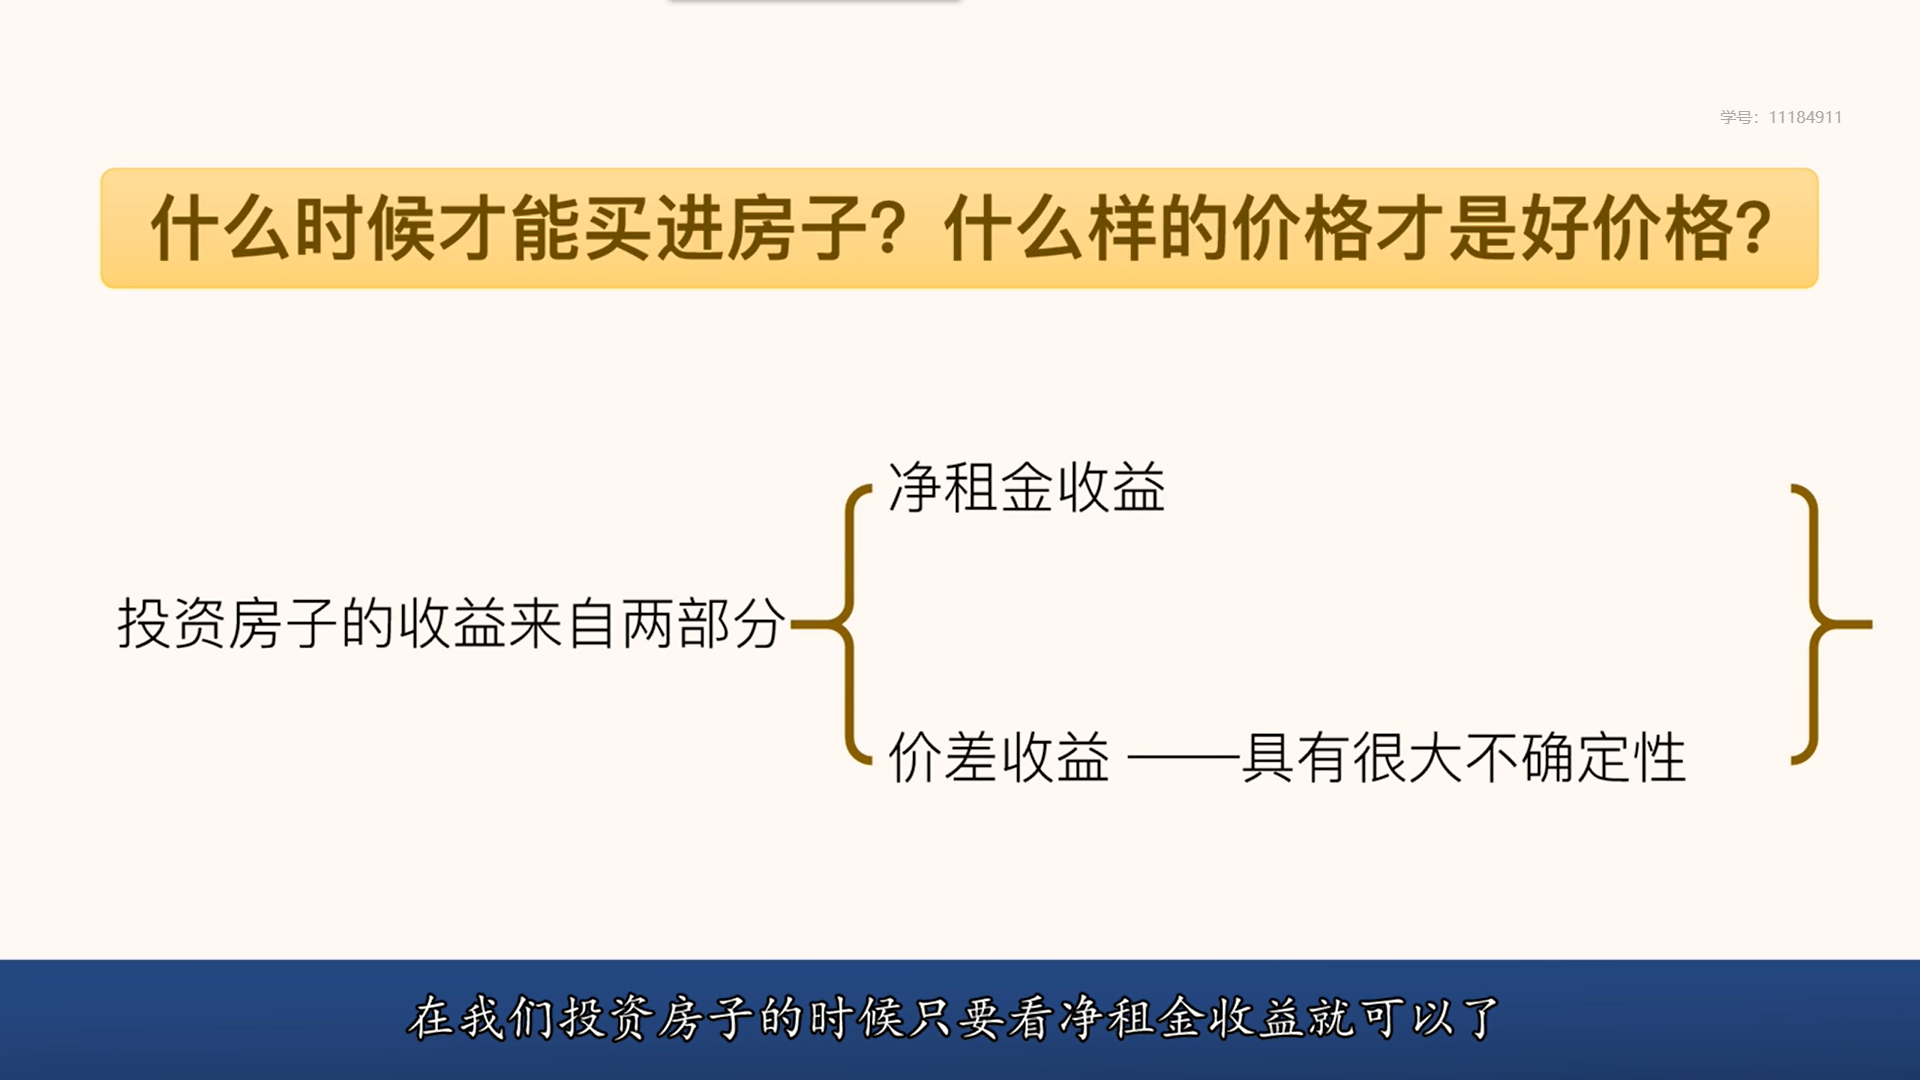 学号：11184911
什么时候才能买进房子？什么样的价格才是好价格？
净租金收益
投资房子的收益来自两部分
价差收益 ——具有很大不确定性
在我们投资房子的时候只要看净租金收益就可以了